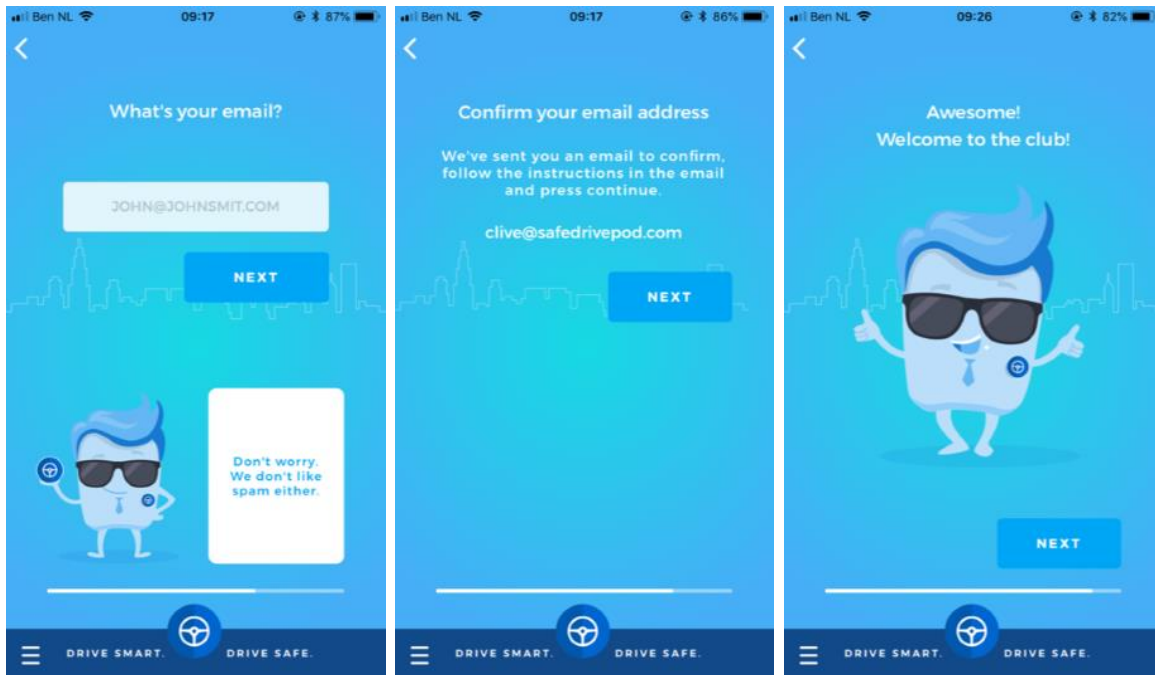 Ben NL 09:17 87%
What's your email?
JOHN@JOHNSMIT.COM
NEXT
Don't worry.
We don't like
spam either.
DRIVE SMART. DRIVE SAFE.
Ben NL 09:17 86%
Confirm your email address
We've sent you an email to confirm,
follow the instructions in the email
and press continue.
clive@safedrivepod.com
NEXT
DRIVE SMART. DRIVE SAFE.
Ben NL 09:26 82%
Awesome!
Welcome to the club!
NEXT
DRIVE SMART. DRIVE SAFE.